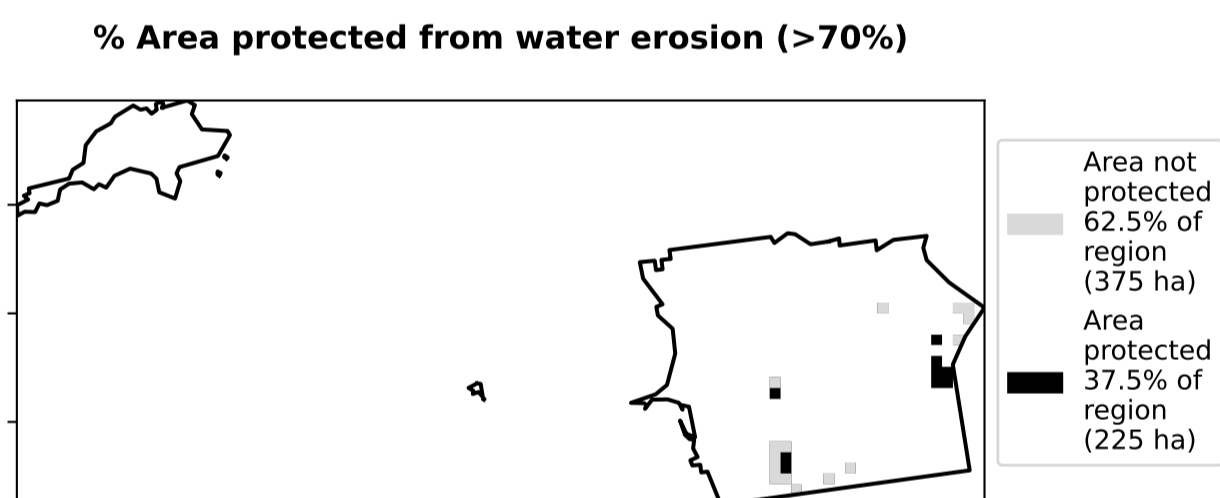 % Area protected from water erosion (>70%)
Area not
protected
62.5% of
region
(375 ha)
Area
protected
37.5% of
region
(225 ha)